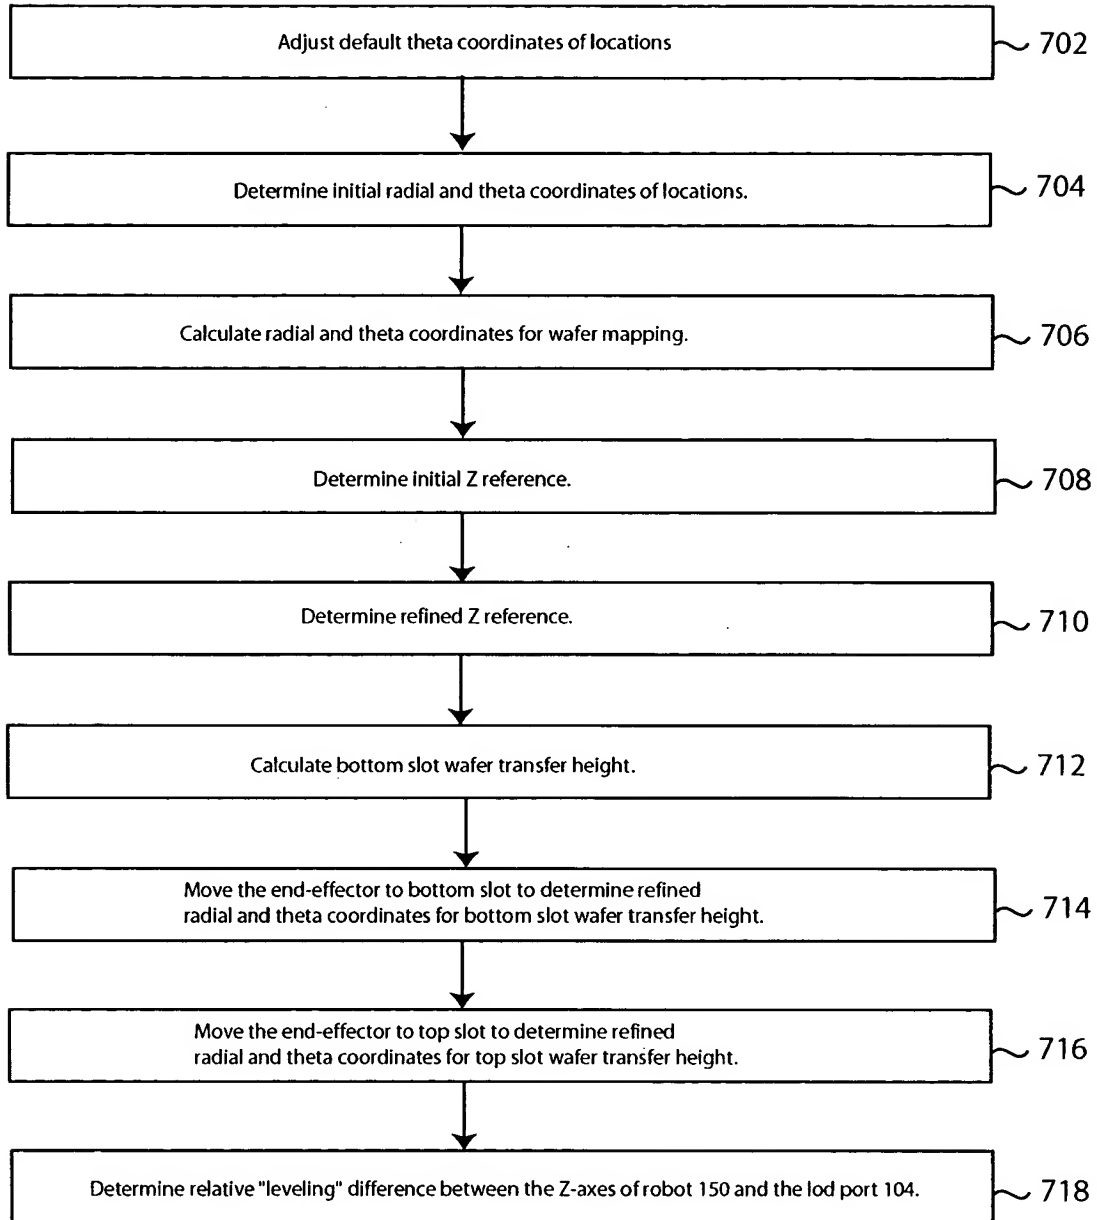 Adjust default theta coordinates of locations
702
Determine initial radial and theta coordinates of locations.
704
Calculate radial and theta coordinates for wafer mapping.
706
Determine initial Z reference.
708
Determine refined Z reference.
710
Calculate bottom slot wafer transfer height.
712
Move the end-effector to bottom slot to determine refined
radial and theta coordinates for bottom slot wafer transfer height.
714
Move the end-effector to top slot to determine refined
radial and theta coordinates for top slot wafer transfer height.
716
Determine relative "leveling" difference between the Z-axes of robot 150 and the lod port 104.
718